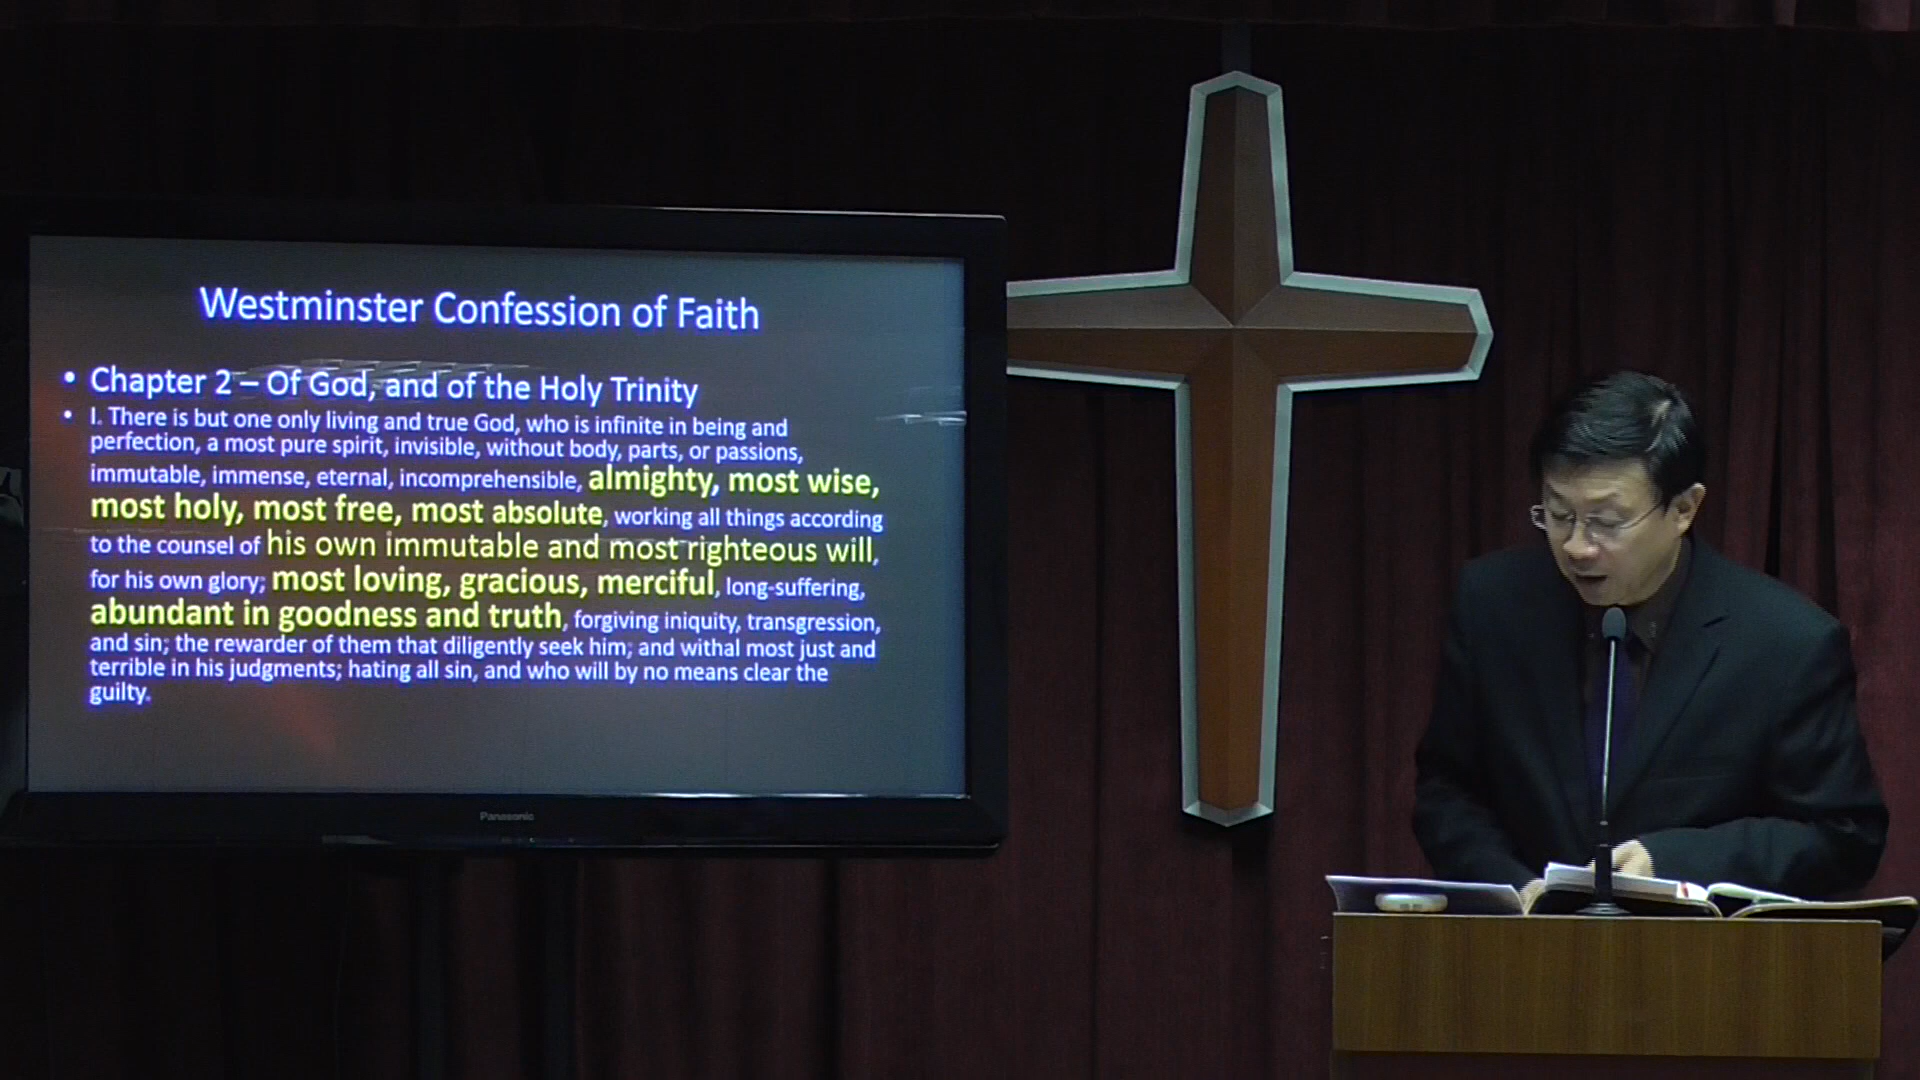 Westminster Confession of Faith
• Chapter 2 – Of God, and of the Holy Trinity
• I. There is but one only living and true God, who is infinite in being and
perfection, a most pure spirit, invisible, without body, parts, or passions,
immutable, immense, eternal, incomprehensible, almighty, most wise,
most holy, most free, most absolute, working all things according
to the counsel of his own immutable and most righteous will,
for his own glory; most loving, gracious, merciful, long-suffering,
abundant in goodness and truth, forgiving iniquity, transgression,
and sin; the rewarder of them that diligently seek him; and withal most just and
terrible in his judgments; hating all sin, and who will by no means clear the
guilty.
Panasonic